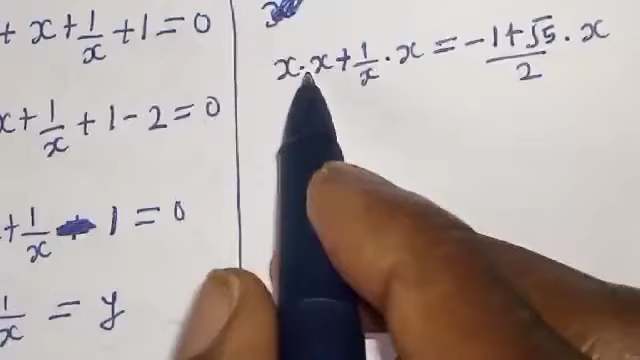 + x + 1/x + 1 = 0
x + 1/x + 1 - 2 = 0
+ 1/x 1 = 0
1/x = y
x · x + 1/x · x = -1+√5/2 · x